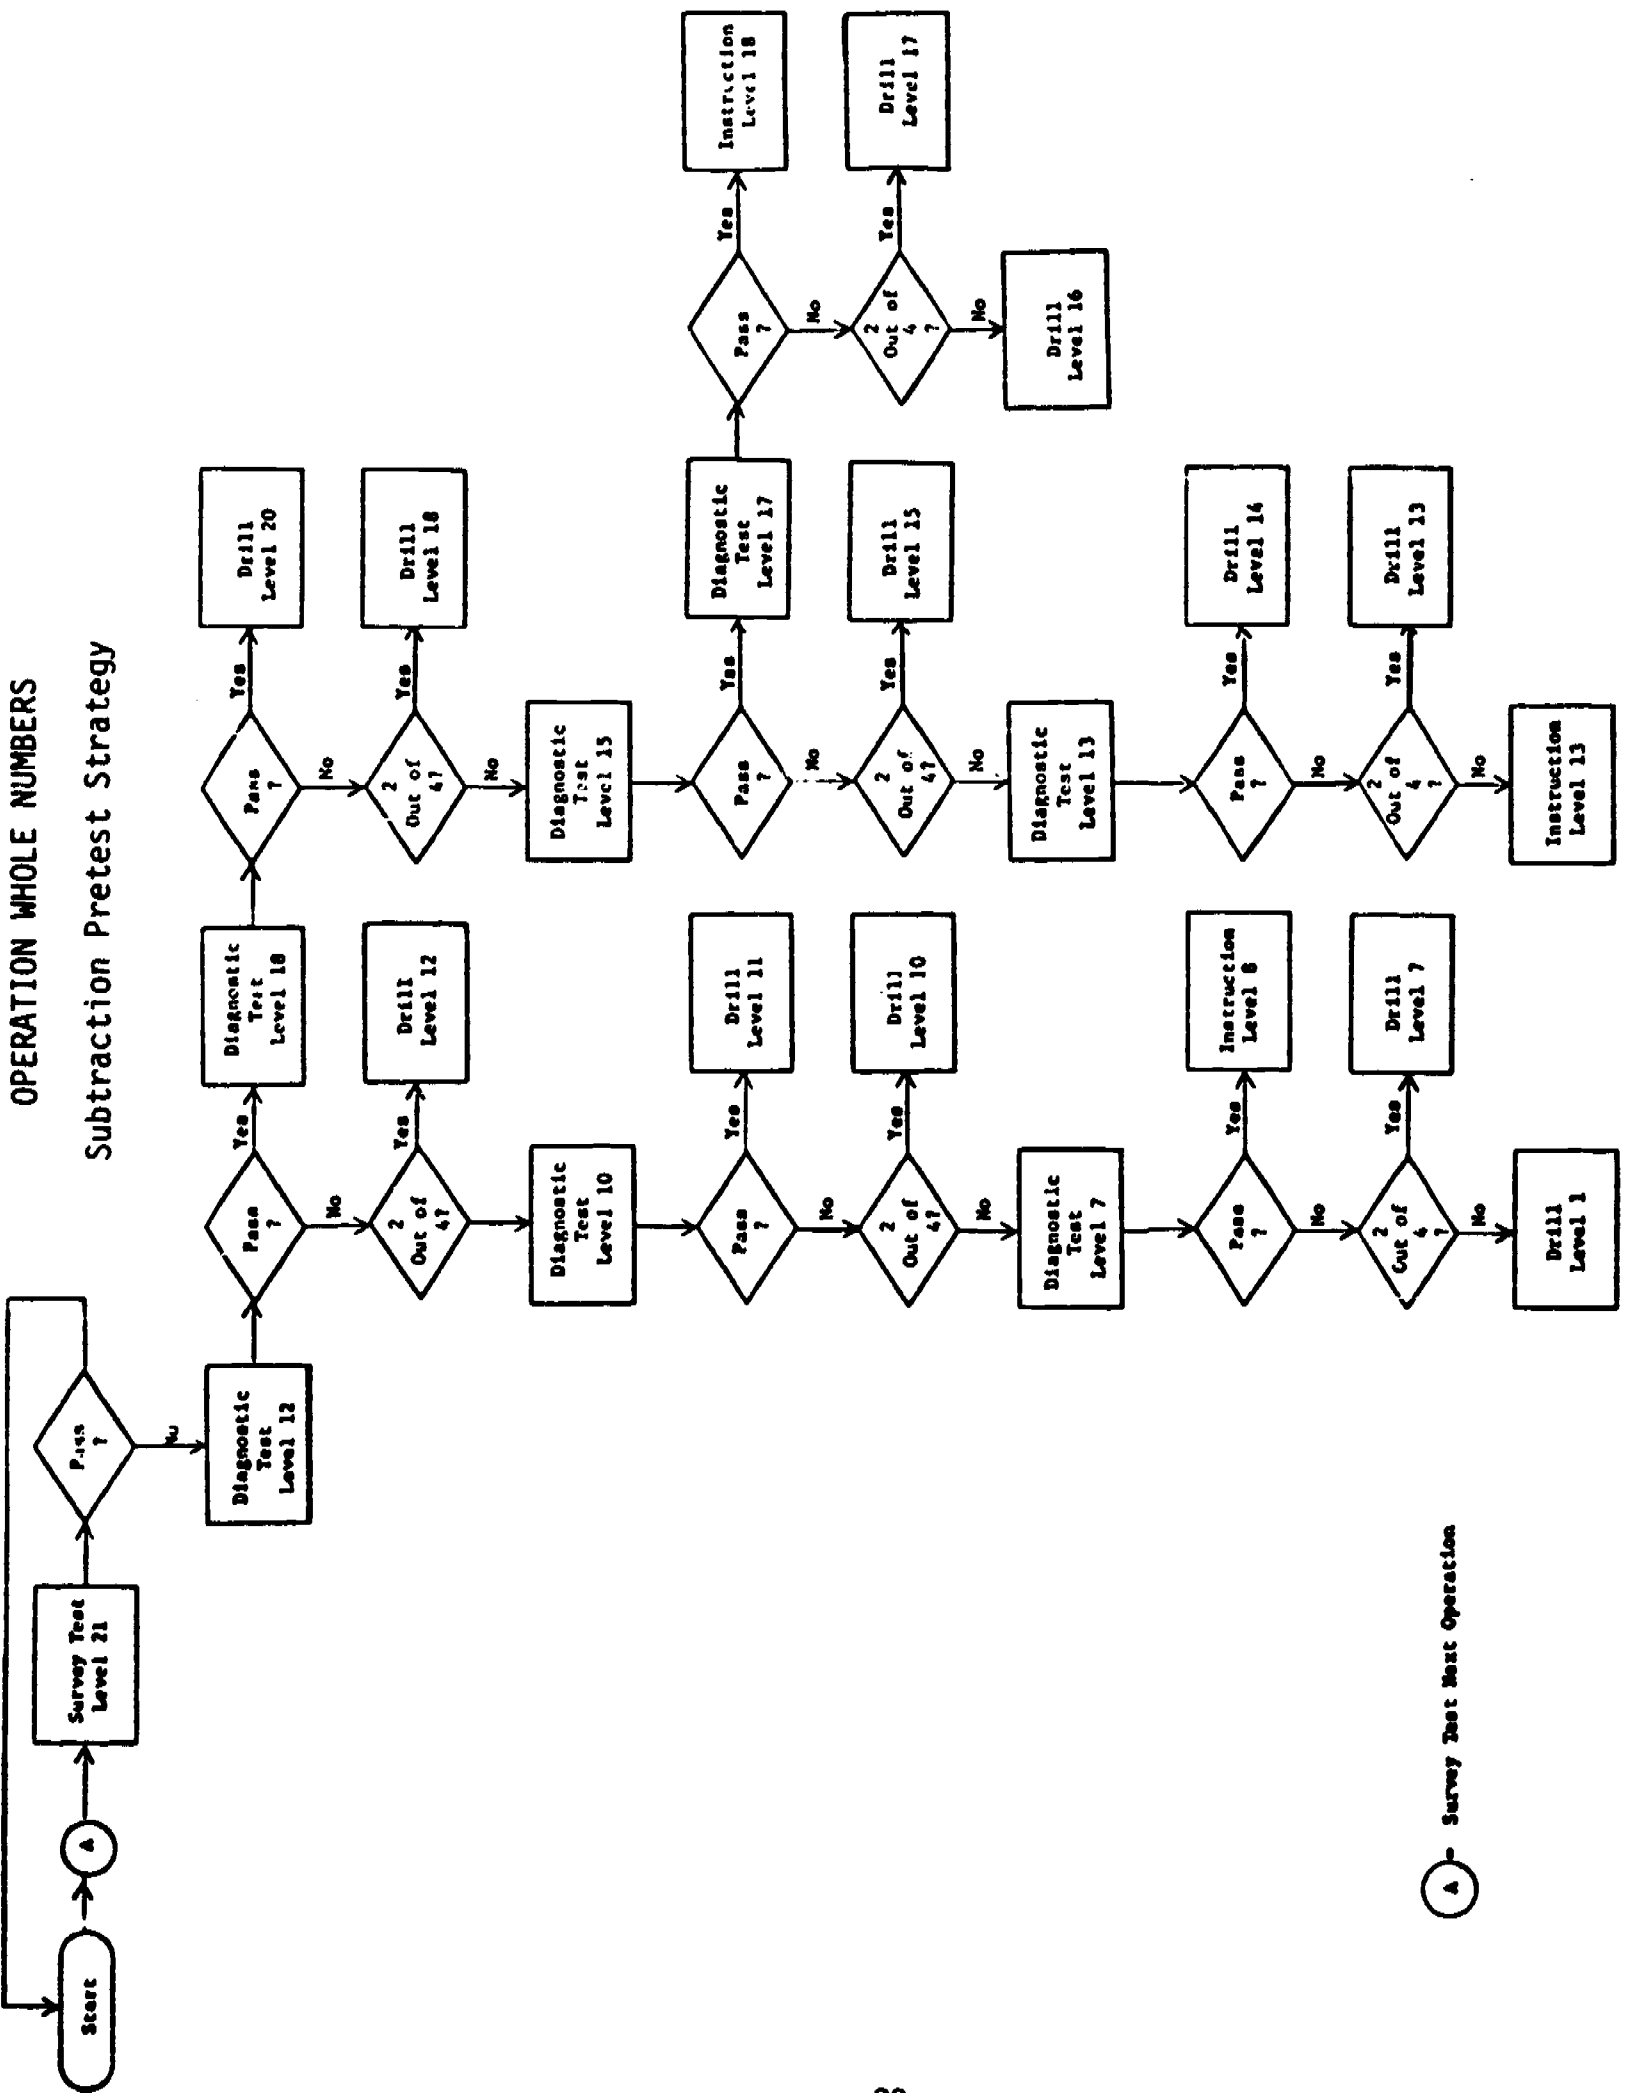 OPERATION WHOLE NUMBERS
Subtraction Pretest Strategy
Start
A
Survey Test
Level 21
Pass
?
No
Diagnostic
Test
Level 12
Pass
?
Yes
No
Diagnostic
Test
Level 18
Pass
?
Yes
No
Drill
Level 20
2
Out of
4?
Yes
Drill
Level 12
2
Out of
4?
Yes
No
Drill
Level 18
Diagnostic
Test
Level 10
Diagnostic
Test
Level 15
Pass
?
Yes
No
Drill
Level 11
Pass
?
Yes
No
Diagnostic
Test
Level 17
Pass
?
Yes
No
Instruction
Level 18
2
Out of
4?
Yes
No
Drill
Level 10
2
Out of
4?
Yes
No
Drill
Level 15
2
Out of
4
?
Yes
No
Drill
Level 17
Diagnostic
Test
Level 7
Diagnostic
Test
Level 13
Drill
Level 16
Pass
?
Yes
No
Instruction
Level 8
Pass
?
Yes
No
Drill
Level 14
2
Out of
4
?
Yes
No
Drill
Level 7
2
Out of
4
?
Yes
No
Drill
Level 13
Drill
Level 1
Instruction
Level 13
A - Survey Test Next Operation